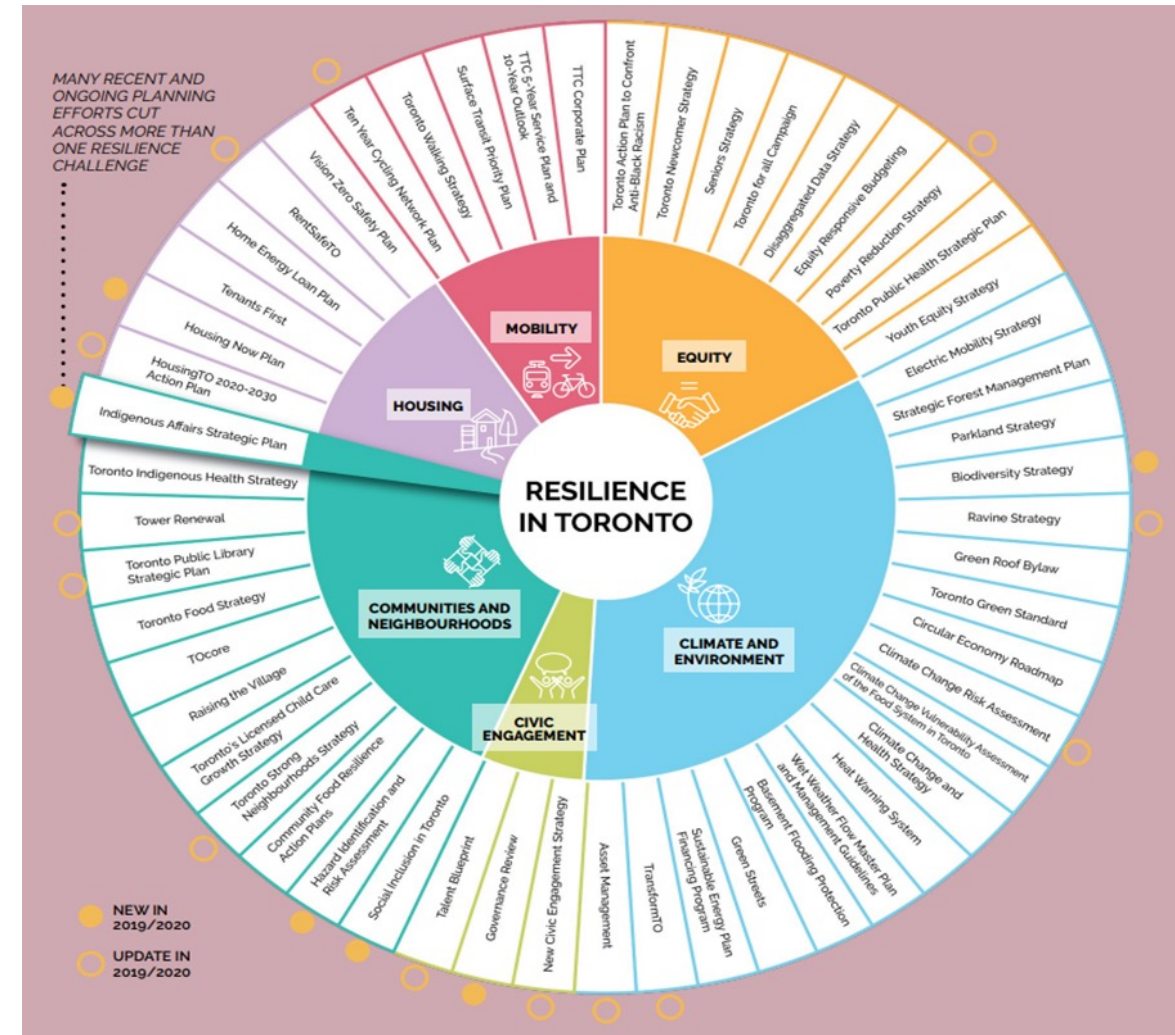 MANY RECENT AND
ONGOING PLANNING
EFFORTS CUT
ACROSS MORE THAN
ONE RESILIENCE
CHALLENGE
RESILIENCE
IN TORONTO
MOBILITY
EQUITY
CLIMATE AND
ENVIRONMENT
CIVIC
ENGAGEMENT
COMMUNITIES AND
NEIGHBOURHOODS
HOUSING
Toronto Action Plan to Confront
Anti-Black Racism
Toronto Newcomer Strategy
Seniors Strategy
Toronto for all Campaign
Disaggregated Data Strategy
Equity Responsive Budgeting
Poverty Reduction Strategy
Toronto Public Health Strategic Plan
Youth Equity Strategy
Electric Mobility Strategy
Strategic Forest Management Plan
Parkland Strategy
Biodiversity Strategy
Ravine Strategy
Green Roof Bylaw
Toronto Green Standard
Circular Economy Roadmap
Climate Change Risk Assessment
Climate Change Vulnerability Assessment
of the Food System in Toronto
Climate Change and
Health Strategy
Heat Warning System
Wet Weather Flow Master Plan
and Management Guidelines
Basement Flooding Protection
Program
Green Streets
Sustainable Energy Plan
Financing Program
TransformTO
Asset Management
New Civic Engagement Strategy
Governance Review
Talent Blueprint
Social Inclusion in Toronto
Hazard Identification and
Risk Assessment
Community Food Resilience
Action Plans
Toronto Strong
Neighbourhoods Strategy
Toronto's Licensed Child Care
Growth Strategy
Raising the Village
TOcore
Toronto Food Strategy
Toronto Public Library
Strategic Plan
Tower Renewal
Toronto Indigenous Health Strategy
Indigenous Affairs Strategic Plan
HousingTO 2020-2030
Action Plan
Housing Now Plan
Tenants First
Home Energy Loan Plan
RentSafeTO
Vision Zero Safety Plan
Ten Year Cycling Network Plan
Toronto Walking Strategy
Surface Transit Priority Plan
TTC 5-Year Service Plan and
10-Year Outlook
TTC Corporate Plan
NEW IN
2019/2020
UPDATE IN
2019/2020